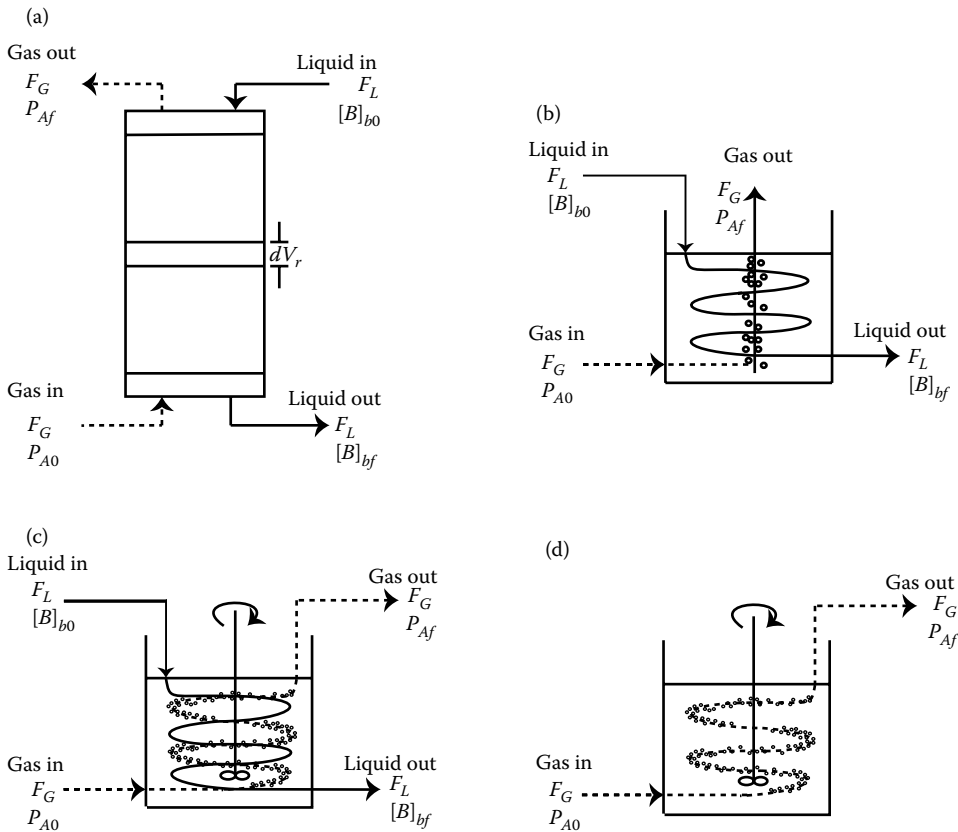 (a)
Gas out
F_G
P_Af
Liquid in
F_L
[B]_b0
dV_r
Gas in
F_G
P_A0
Liquid out
F_L
[B]_bf
(b)
Liquid in
F_L
[B]_b0
Gas out
F_G
P_Af
Gas in
F_G
P_A0
Liquid out
F_L
[B]_bf
(c)
Liquid in
F_L
[B]_b0
Gas out
F_G
P_Af
Gas in
F_G
P_A0
Liquid out
F_L
[B]_bf
(d)
Gas out
F_G
P_Af
Gas in
F_G
P_A0